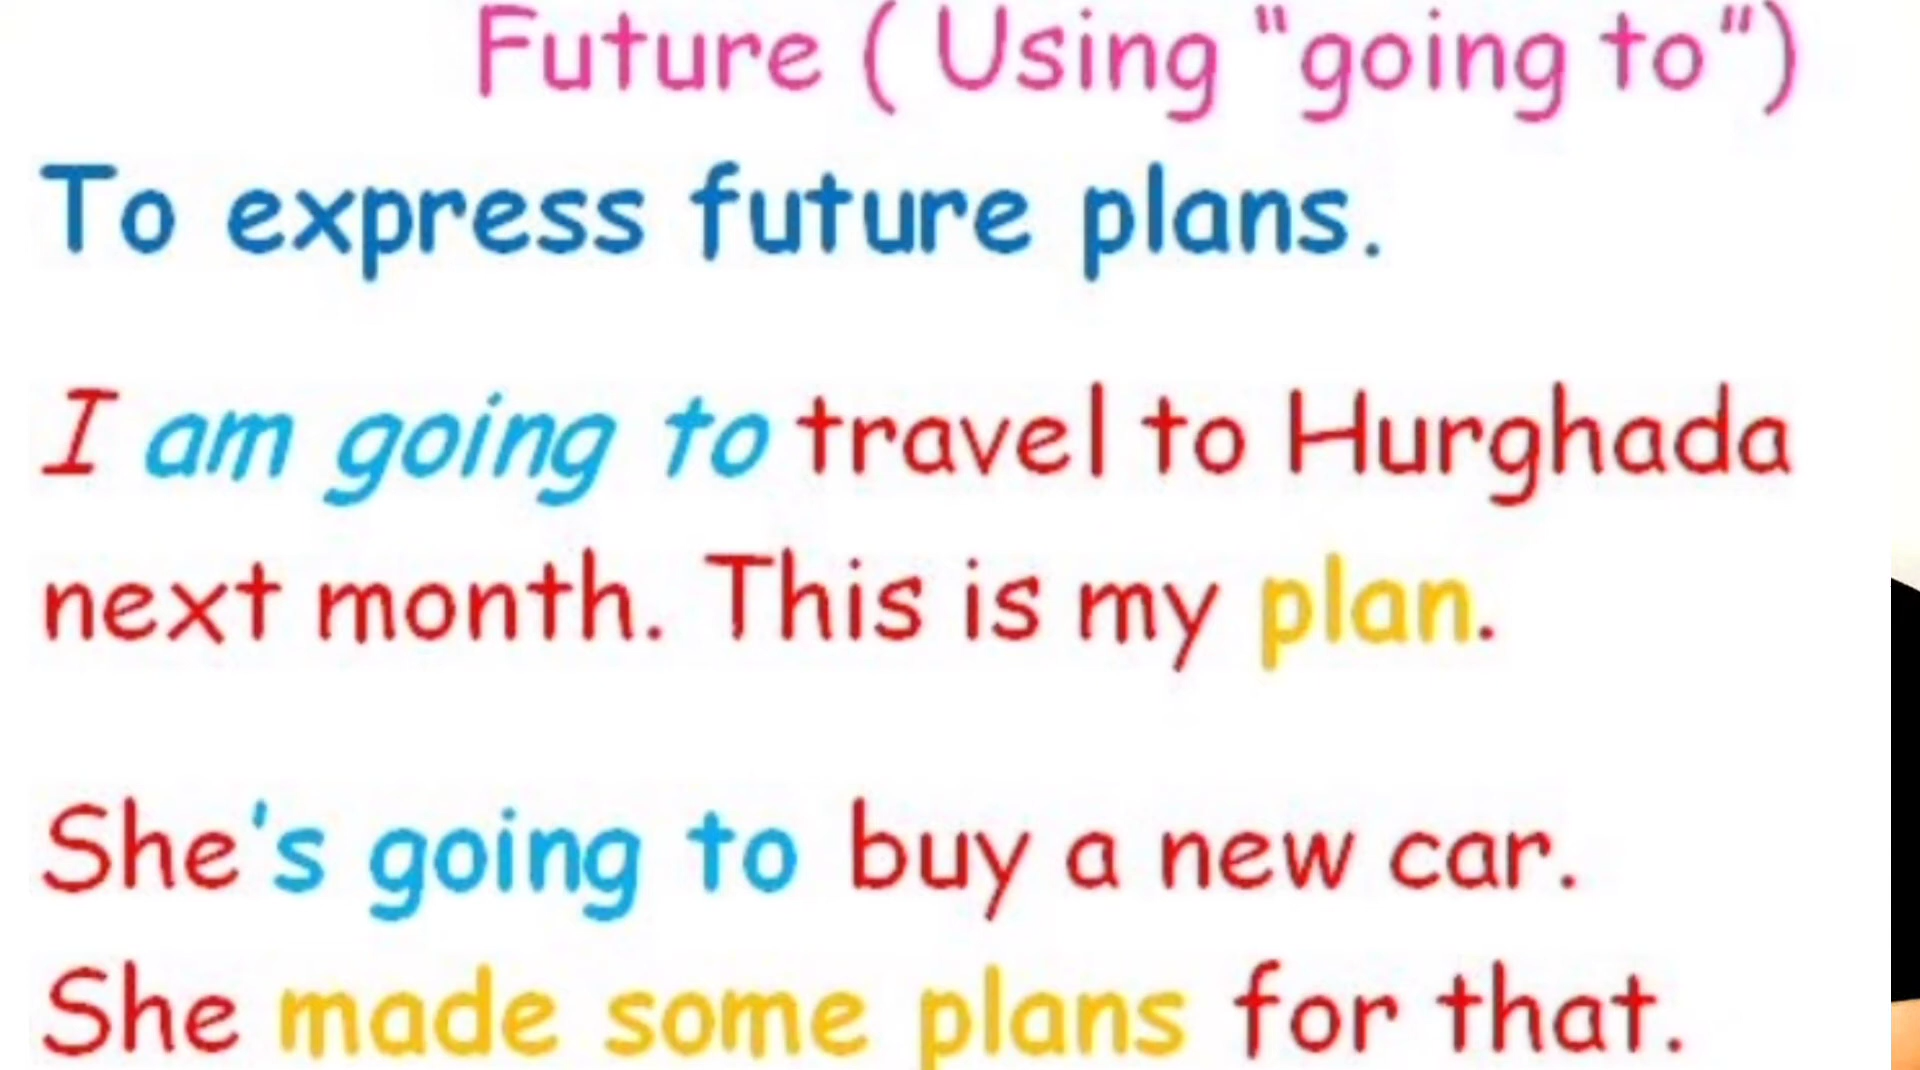 Future ( Using “going to”)
To express future plans.
I am going to travel to Hurghada
next month. This is my plan.
She's going to buy a new car.
She made some plans for that.